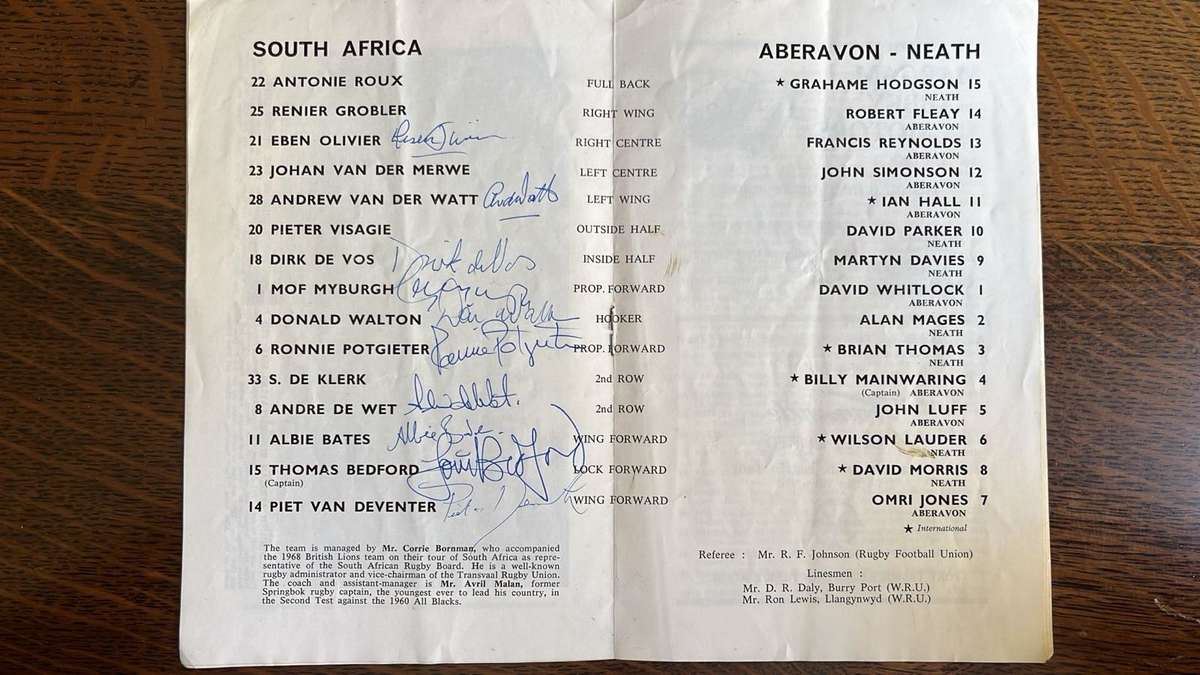 SOUTH AFRICA
ABERAVON - NEATH
22 ANTONIE ROUX FULL BACK ★ GRAHAME HODGSON 15
NEATH
25 RENIER GROBLER RIGHT WING ROBERT FLEAY 14
ABERAVON
21 EBEN OLIVIER RIGHT CENTRE FRANCIS REYNOLDS 13
ABERAVON
23 JOHAN VAN DER MERWE LEFT CENTRE JOHN SIMONSON 12
ABERAVON
28 ANDREW VAN DER WATT LEFT WING ★ IAN HALL 11
ABERAVON
20 PIETER VISAGIE OUTSIDE HALF DAVID PARKER 10
NEATH
18 DIRK DE VOS Dirk de Vos INSIDE HALF MARTYN DAVIES 9
NEATH
1 MOF MYBURGH PROP. FORWARD DAVID WHITLOCK 1
ABERAVON
4 DONALD WALTON HOOKER ALAN MAGES 2
NEATH
6 RONNIE POTGIETER Ronnie Potgieter PROP. FORWARD ★ BRIAN THOMAS 3
NEATH
33 S. DE KLERK 2nd ROW ★ BILLY MAINWARING 4
(Captain) ABERAVON
8 ANDRE DE WET 2nd ROW JOHN LUFF 5
ABERAVON
11 ALBIE BATES Albie Bates WING FORWARD ★ WILSON LAUDER 6
NEATH
15 THOMAS BEDFORD Tom Bedford LOCK FORWARD ★ DAVID MORRIS 8
(Captain) NEATH
14 PIET VAN DEVENTER WING FORWARD OMRI JONES 7
ABERAVON
★ International
The team is managed by Mr. Corrie Bornman, who accompanied
the 1968 British Lions team on their tour of South Africa as repre-
sentative of the South African Rugby Board. He is a well-known
rugby administrator and vice-chairman of the Transvaal Rugby Union.
The coach and assistant-manager is Mr. Avril Malan, former
Springbok rugby captain, the youngest ever to lead his country, in
the Second Test against the 1960 All Blacks.
Referee : Mr. R. F. Johnson (Rugby Football Union)
Linesmen :
Mr. D. R. Daly, Burry Port (W.R.U.)
Mr. Ron Lewis, Llangynwyd (W.R.U.)